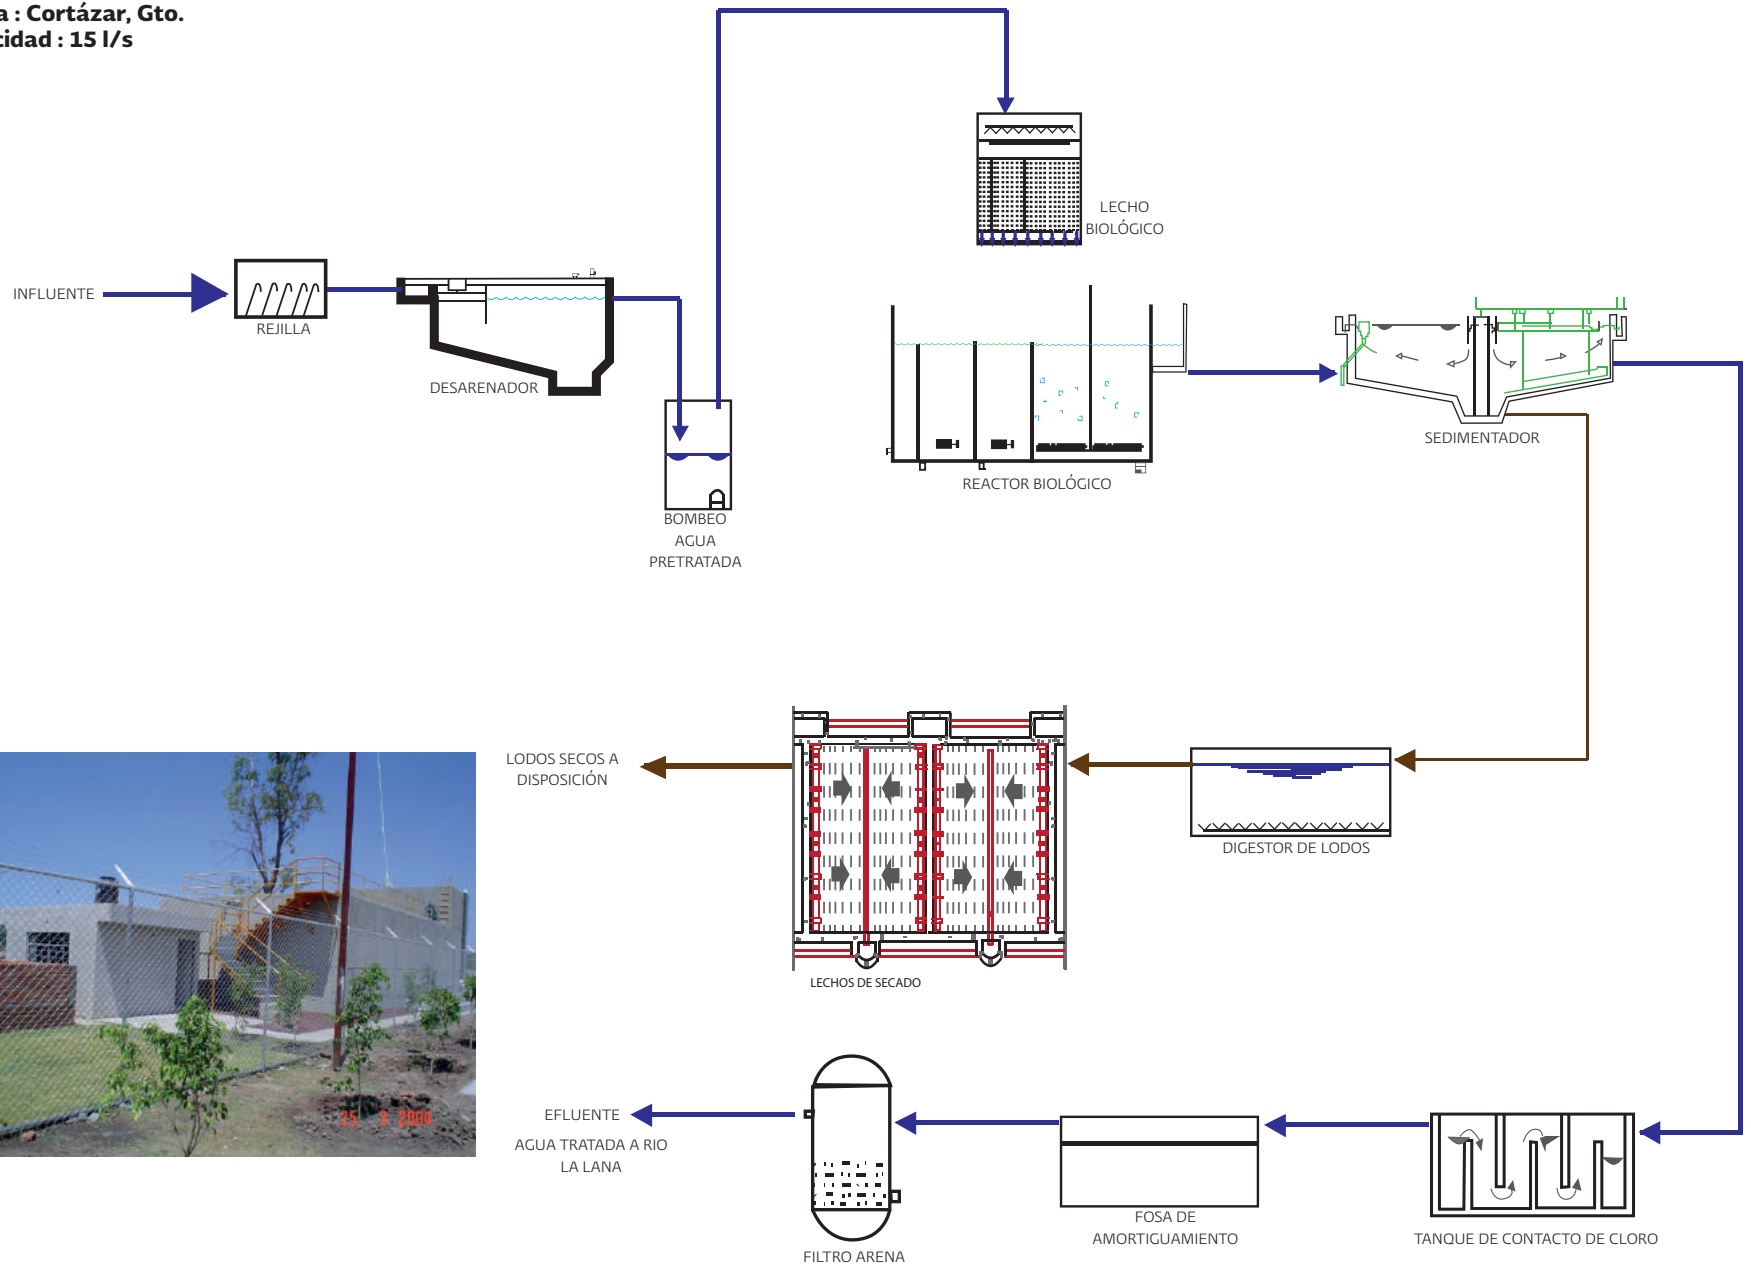 a : Cortázar, Gto.
cidad : 15 l/s
LECHO
BIOLÓGICO
INFLUENTE
REJILLA
DESARENADOR
SEDIMENTADOR
REACTOR BIOLÓGICO
BOMBEO
AGUA
PRETRATADA
LODOS SECOS A
DISPOSICIÓN
DIGESTOR DE LODOS
LECHOS DE SECADO
EFLUENTE
AGUA TRATADA A RIO
LA LANA
25 3 2004
FOSA DE
AMORTIGUAMIENTO
TANQUE DE CONTACTO DE CLORO
FILTRO ARENA